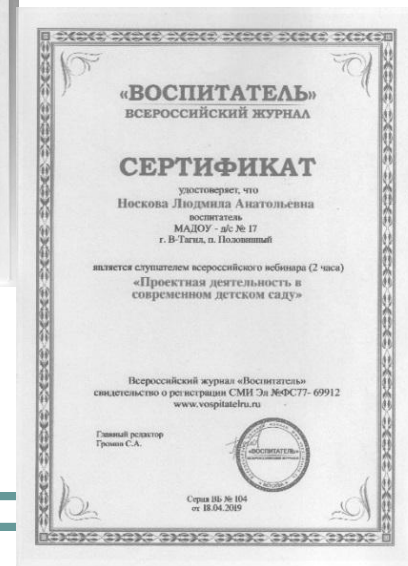 «ВОСПИТАТЕЛЬ»
ВСЕРОССИЙСКИЙ ЖУРНАЛ
СЕРТИФИКАТ
удостоверяет, что
Носкова Людмила Анатольевна
воспитатель
МАДОУ - д/с № 17
г. В-Тагил, п. Половинный
является слушателем всероссийского вебинара (2 часа)
«Проектная деятельность в
современном детском саду»
Всероссийский журнал «Воспитатель»
свидетельство о регистрации СМИ Эл №ФС77- 69912
www.vospitatelru.ru
Главный редактор
С.А.
«ВОСПИТАТЕЛЬ»
Серия ВБ № 104
от 18.04.2019